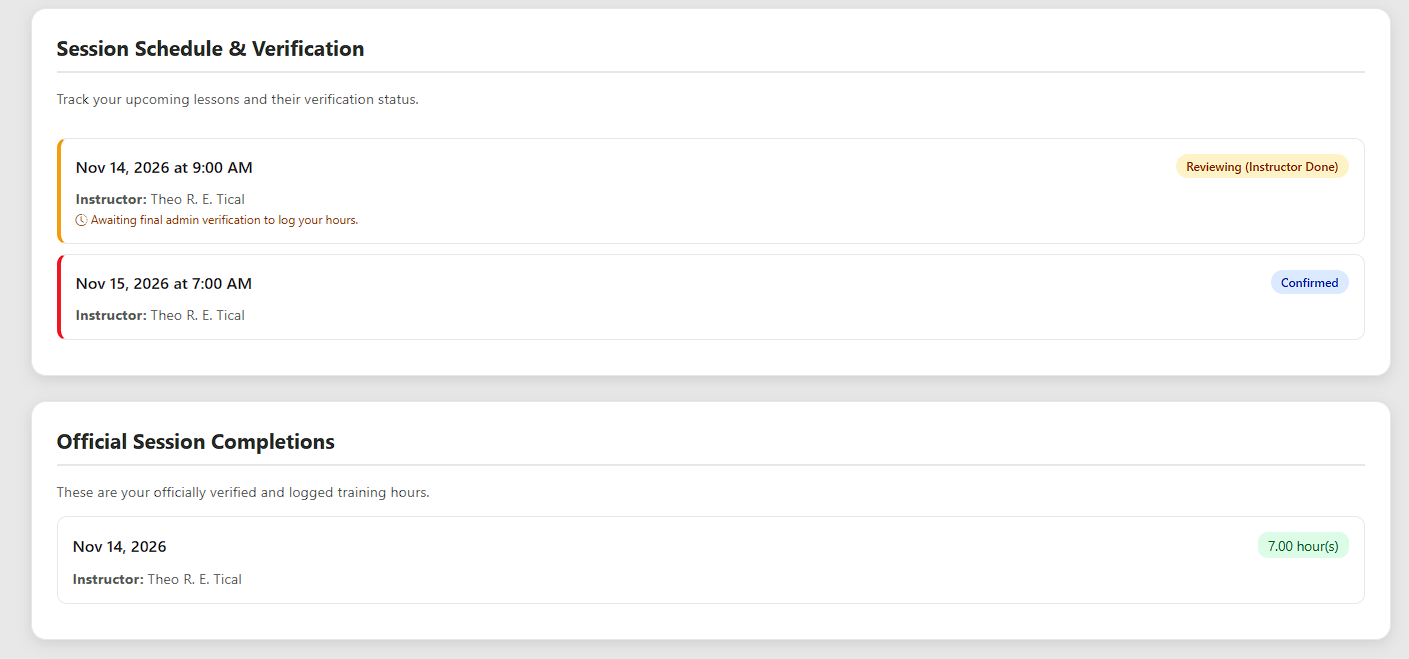 Session Schedule & Verification
Track your upcoming lessons and their verification status.
Nov 14, 2026 at 9:00 AM
Reviewing (Instructor Done)
Instructor: Theo R. E. Tical
Awaiting final admin verification to log your hours.
Nov 15, 2026 at 7:00 AM
Confirmed
Instructor: Theo R. E. Tical
Official Session Completions
These are your officially verified and logged training hours.
Nov 14, 2026
7.00 hour(s)
Instructor: Theo R. E. Tical